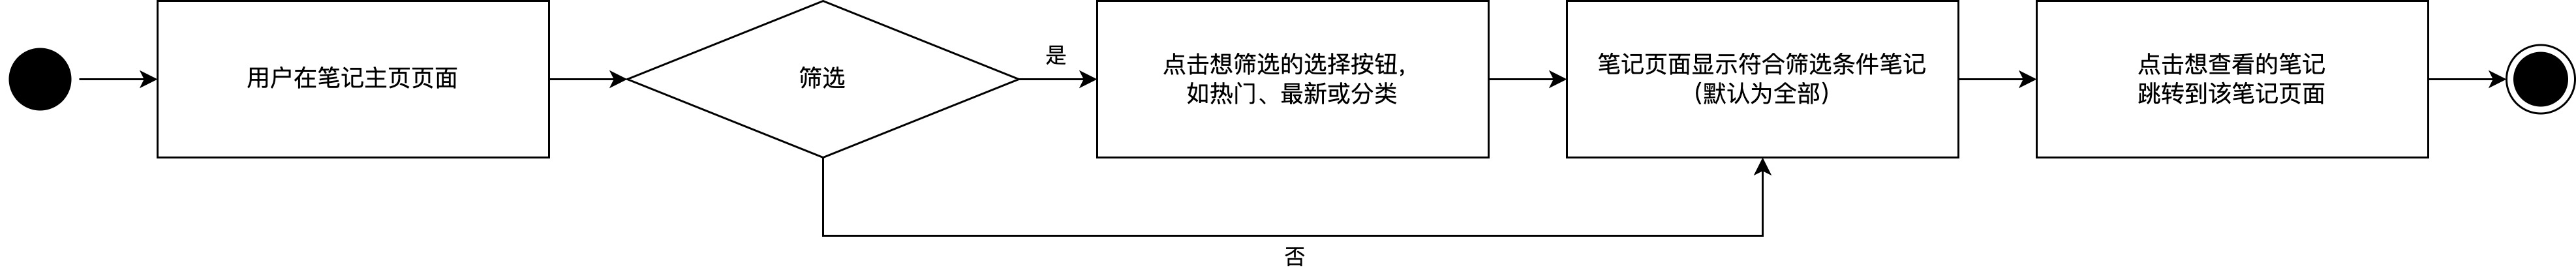 用户在笔记主页页面
筛选
是
点击想筛选的选择按钮，
如热门、最新或分类
笔记页面显示符合筛选条件笔记
（默认为全部）
点击想查看的笔记
跳转到该笔记页面
否